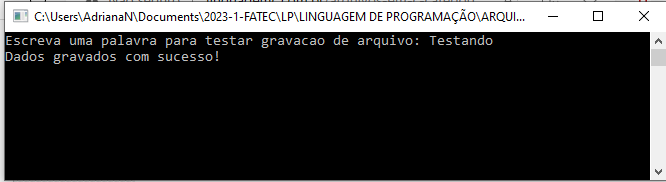 C:\Users\AdrianaN\Documents\2023-1-FATEC\LP\LINGUAGEM DE PROGRAMAÇÃO\ARQUI...
Escreva uma palavra para testar gravacao de arquivo: Testando
Dados gravados com sucesso!